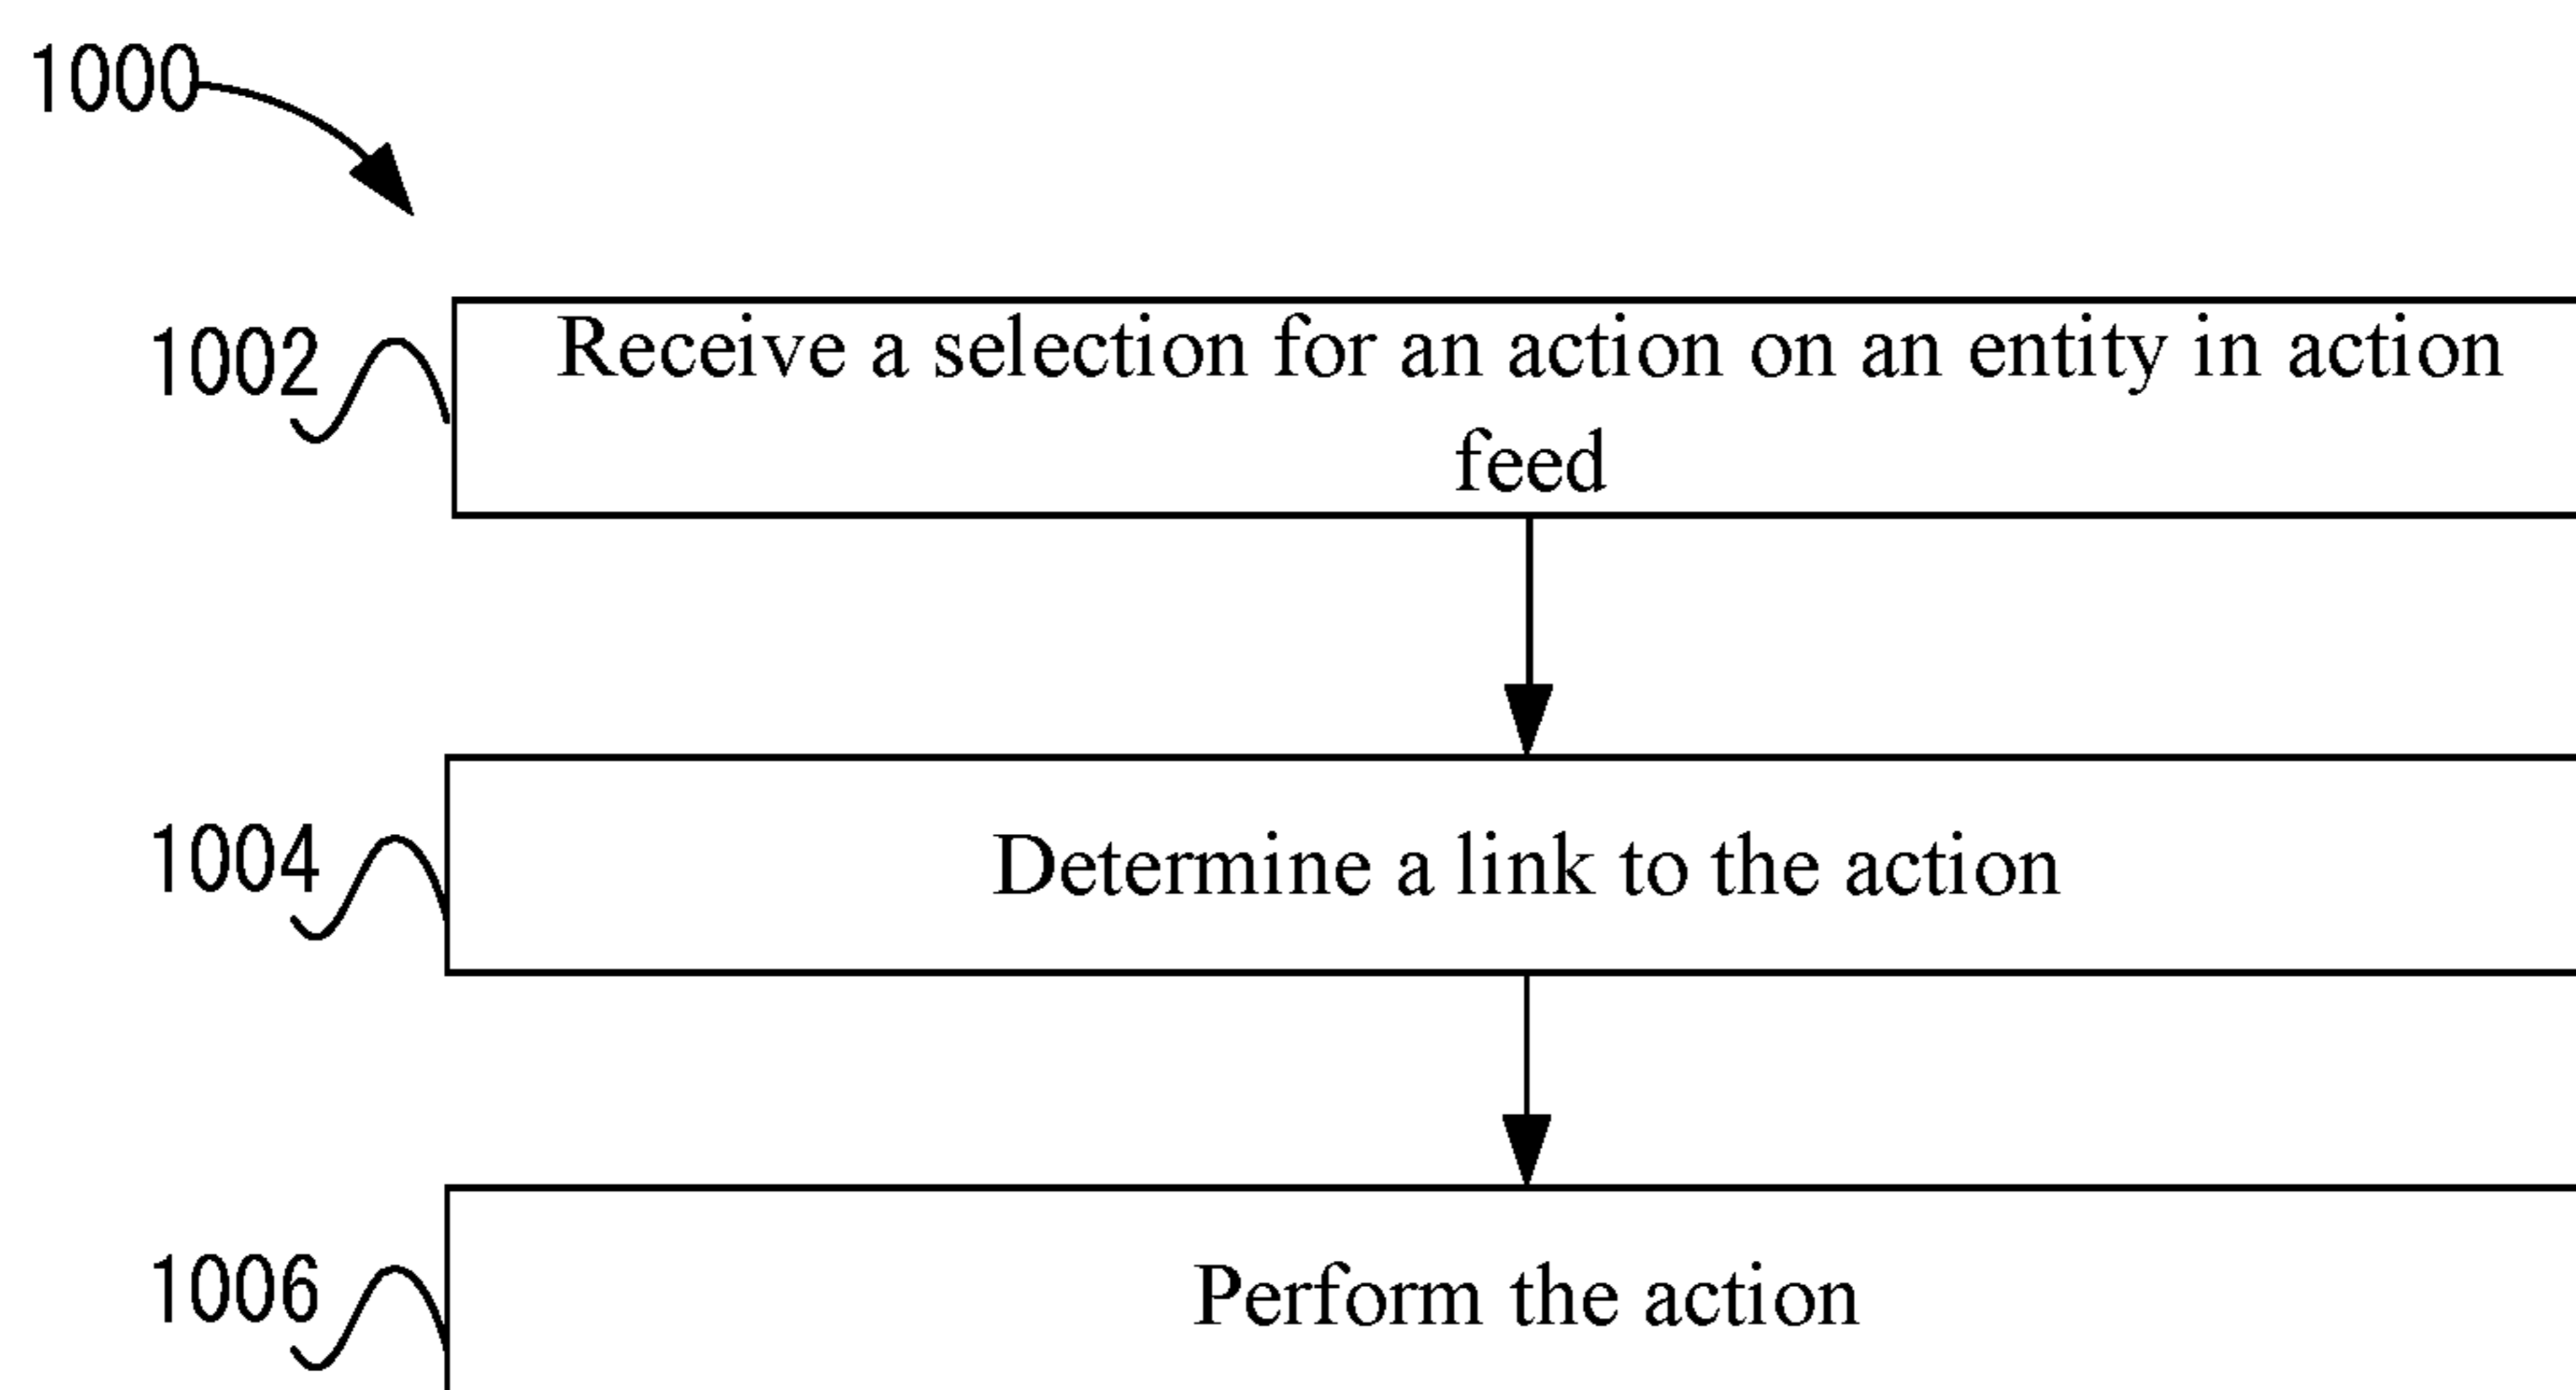 1000
1002
Receive a selection for an action on an entity in action
feed
1004
Determine a link to the action
1006
Perform the action